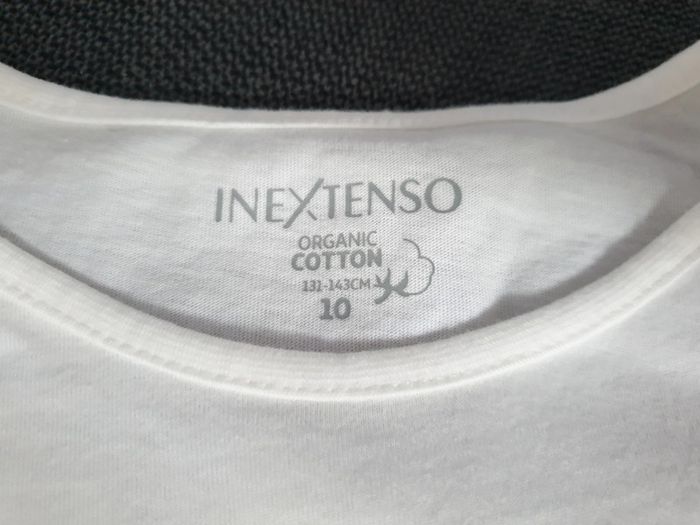 INEXTENSO
ORGANIC
COTTON
131-143CM
10